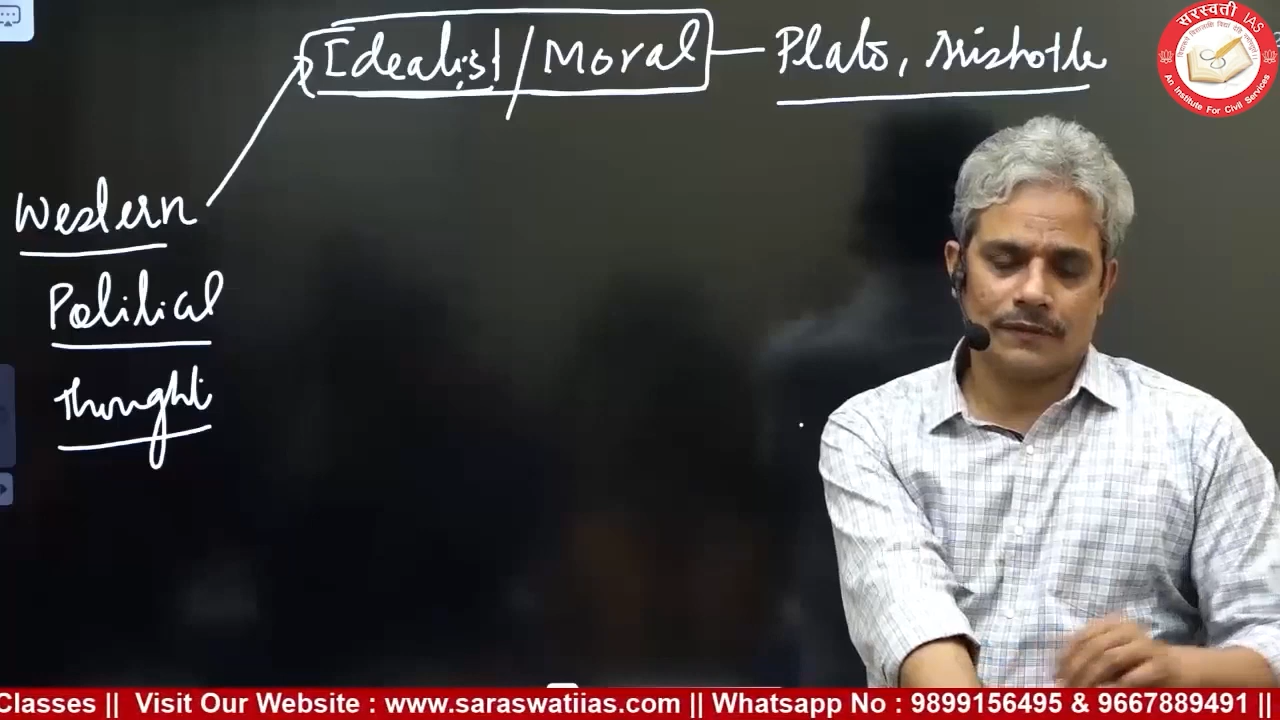 Idealist / Moral — Plato, Aristotle
Western
Political
Thought
सरस्वती IAS
An Institute For Civil Services
Classes || Visit Our Website : www.saraswatiias.com || Whatsapp No : 9899156495 & 9667889491 ||